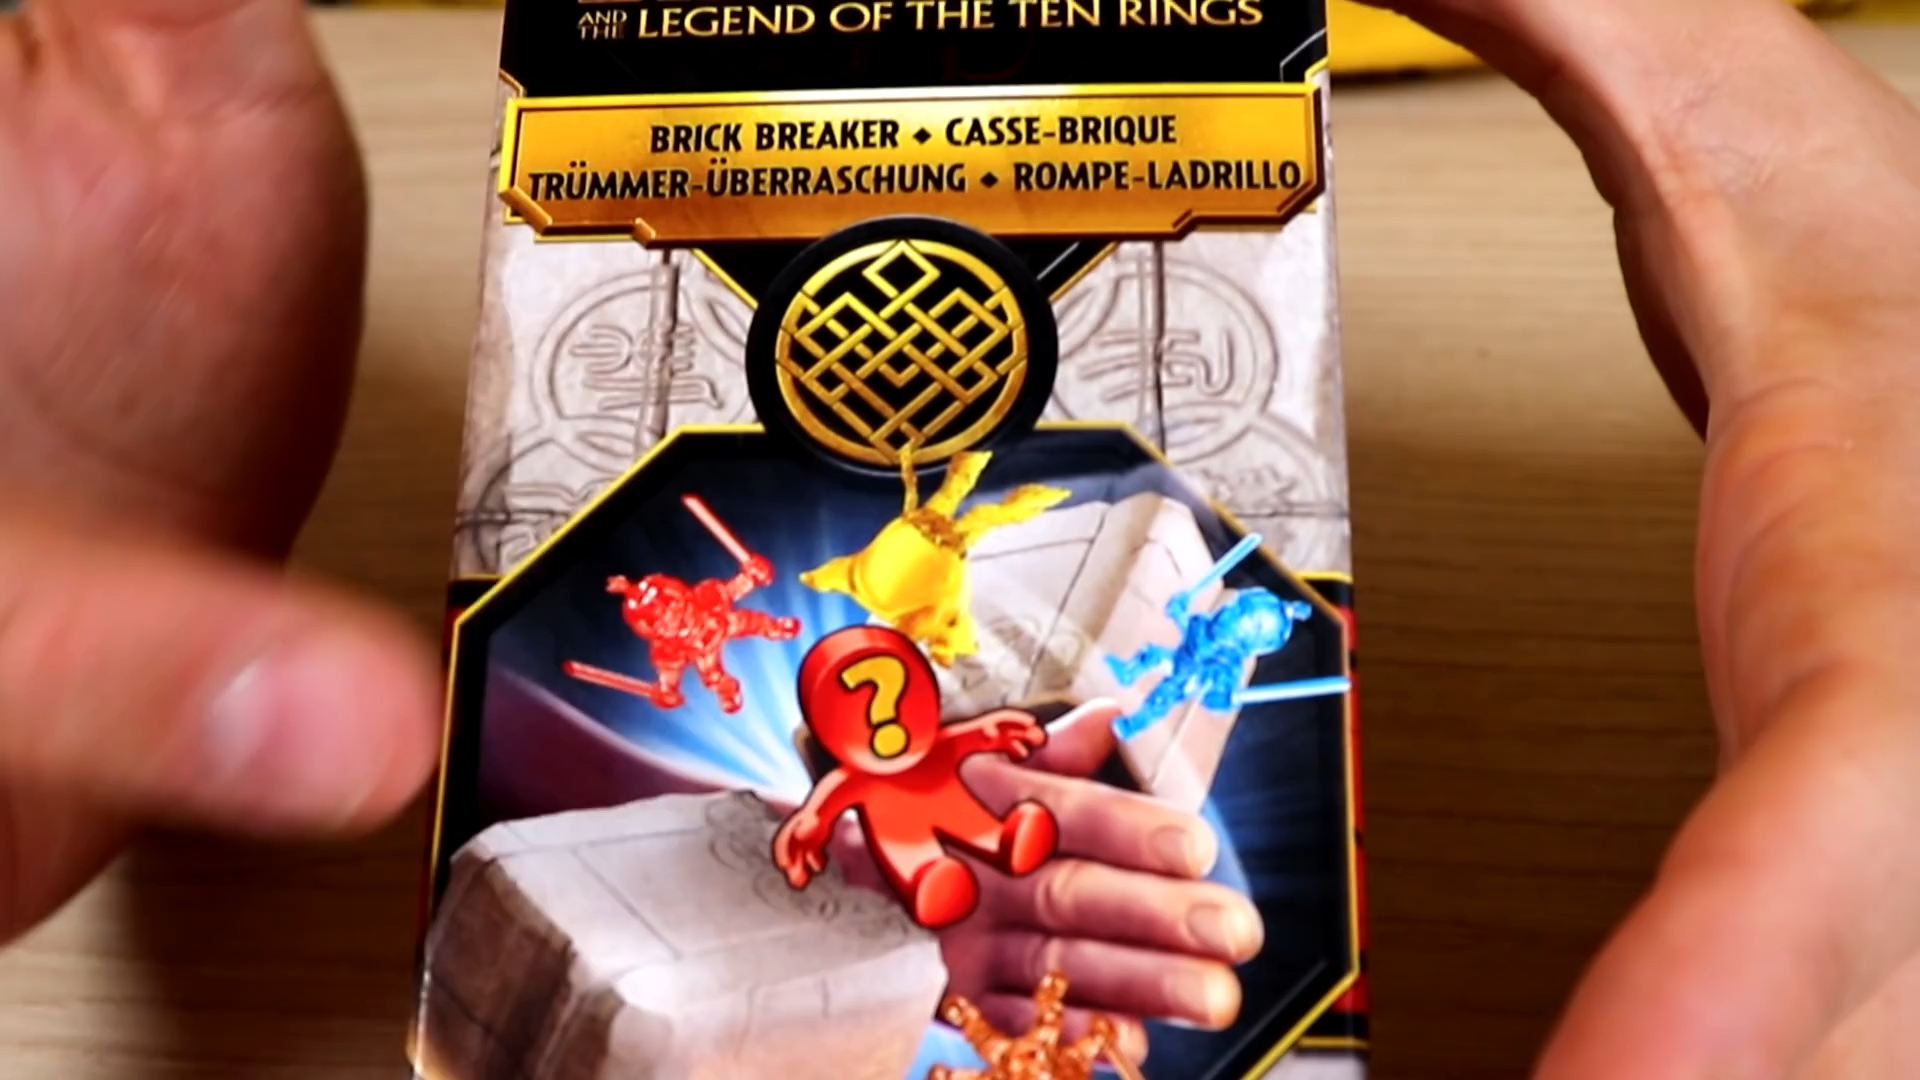 AND THE LEGEND OF THE TEN RINGS
BRICK BREAKER ◆ CASSE-BRIQUE
TRÜMMER-ÜBERRASCHUNG ◆ ROMPE-LADRILLO
?